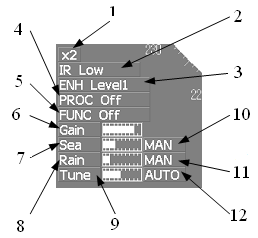 1
2
3
4
5
6
7
8
9
10
11
12
x2
IR Low
ENH Level1
PROC Off
FUNC Off
Gain
Sea MAN
Rain MAN
Tune AUTO
22